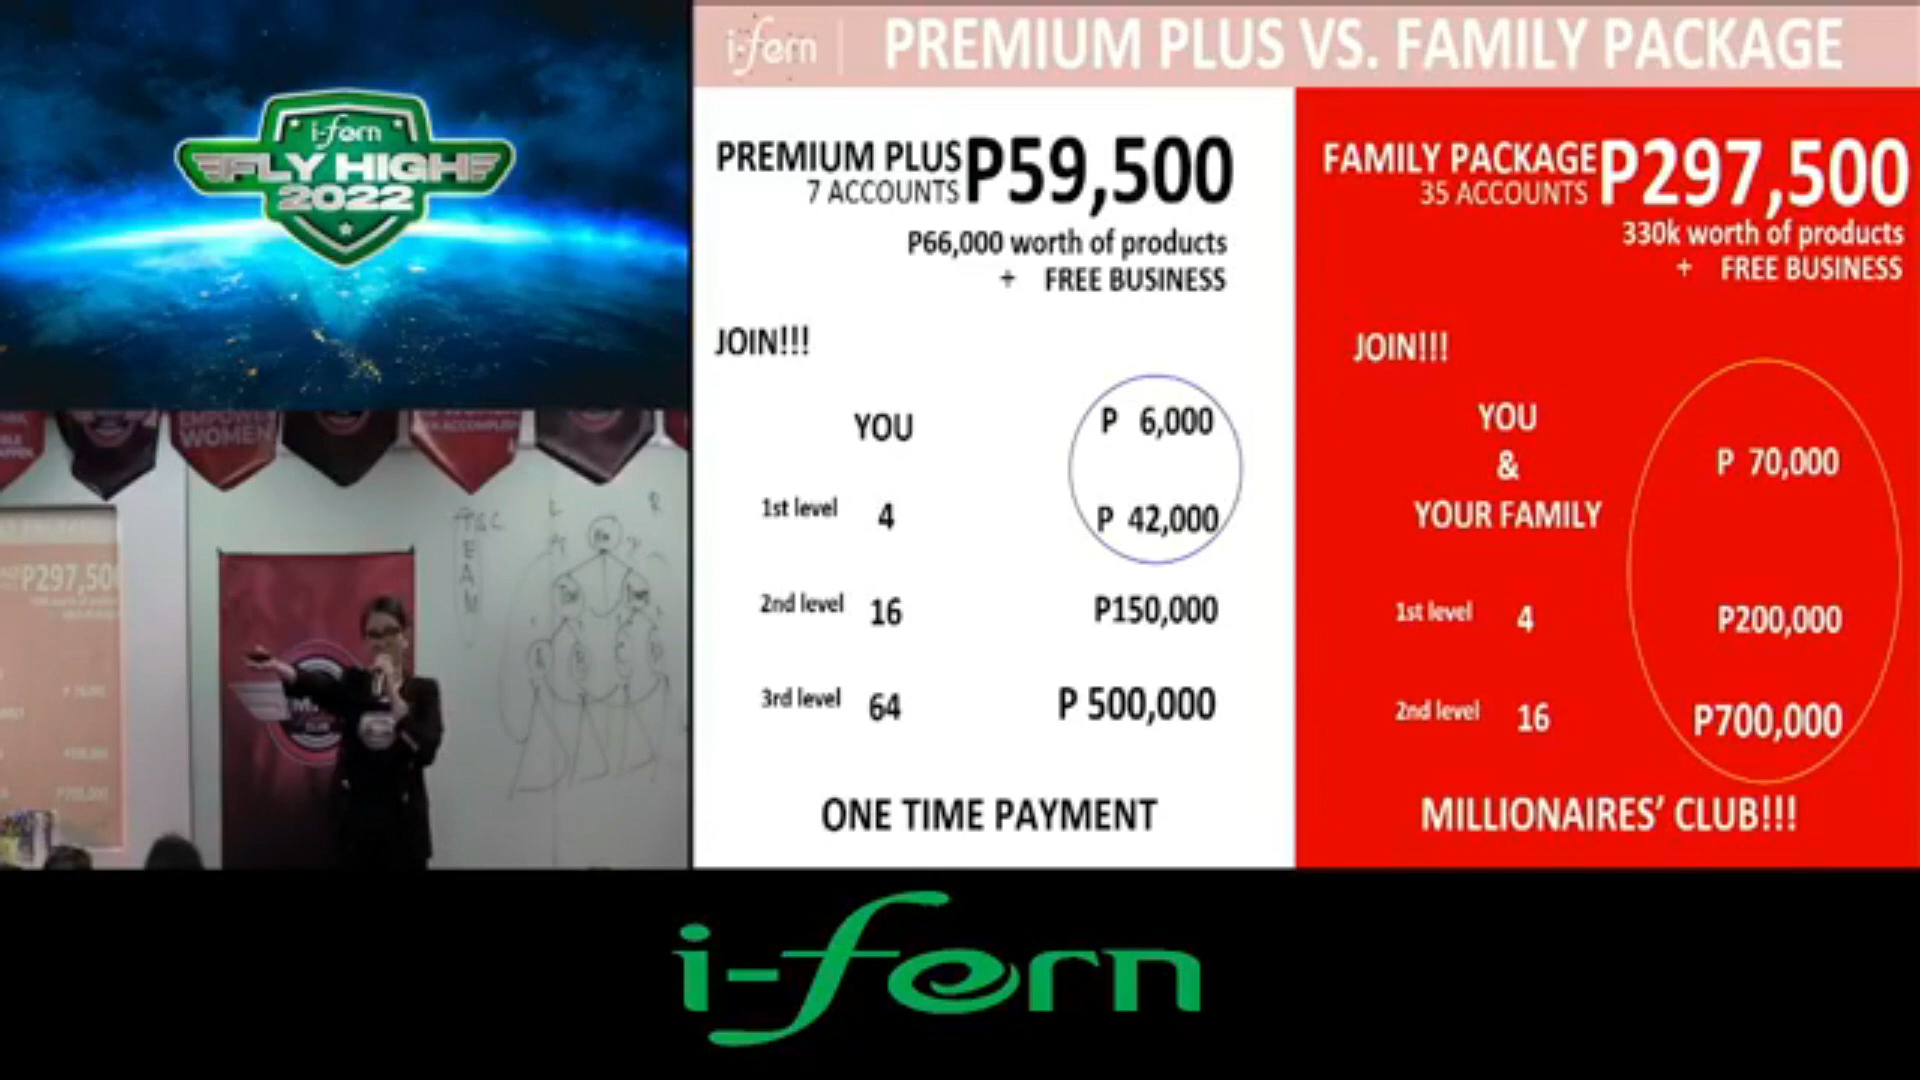 i-fern
FLY HIGH
2022
i-fern
PREMIUM PLUS VS. FAMILY PACKAGE
PREMIUM PLUS P59,500
7 ACCOUNTS
P66,000 worth of products
+ FREE BUSINESS
JOIN!!!
YOU P 6,000
1st level 4 P 42,000
2nd level 16 P150,000
3rd level 64 P 500,000
ONE TIME PAYMENT
FAMILY PACKAGE P297,500
35 ACCOUNTS
330k worth of products
+ FREE BUSINESS
JOIN!!!
YOU
&
YOUR FAMILY
P 70,000
1st level 4 P200,000
2nd level 16 P700,000
MILLIONAIRES' CLUB!!!
WOMEN
P297,50
L
R
T&C
TEAM
A
B
C
D
i-fern